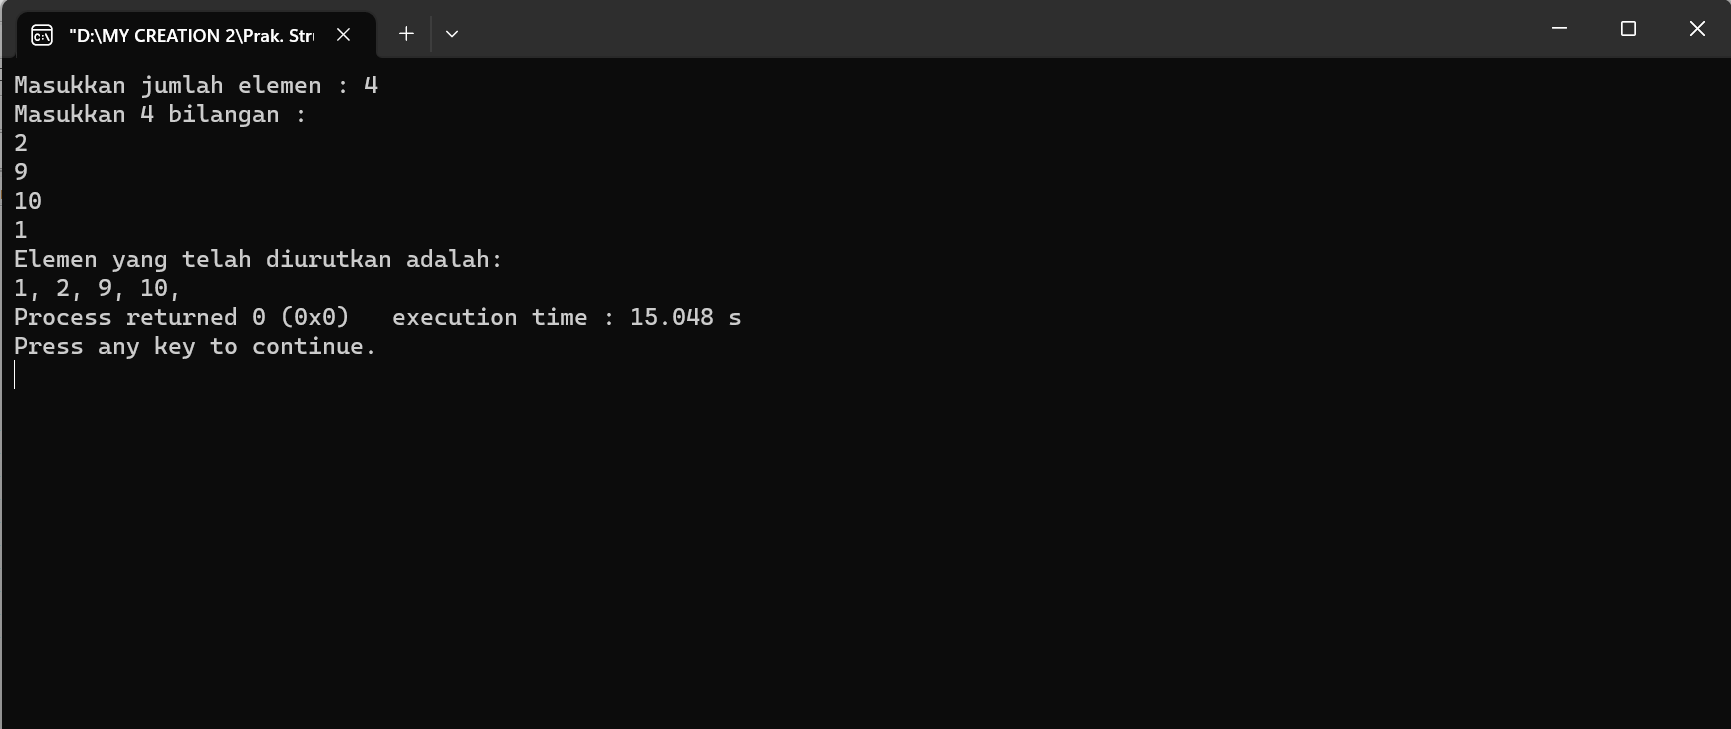 "D:\MY CREATION 2\Prak. Str
Masukkan jumlah elemen : 4
Masukkan 4 bilangan :
2
9
10
1
Elemen yang telah diurutkan adalah:
1, 2, 9, 10,
Process returned 0 (0x0)   execution time : 15.048 s
Press any key to continue.